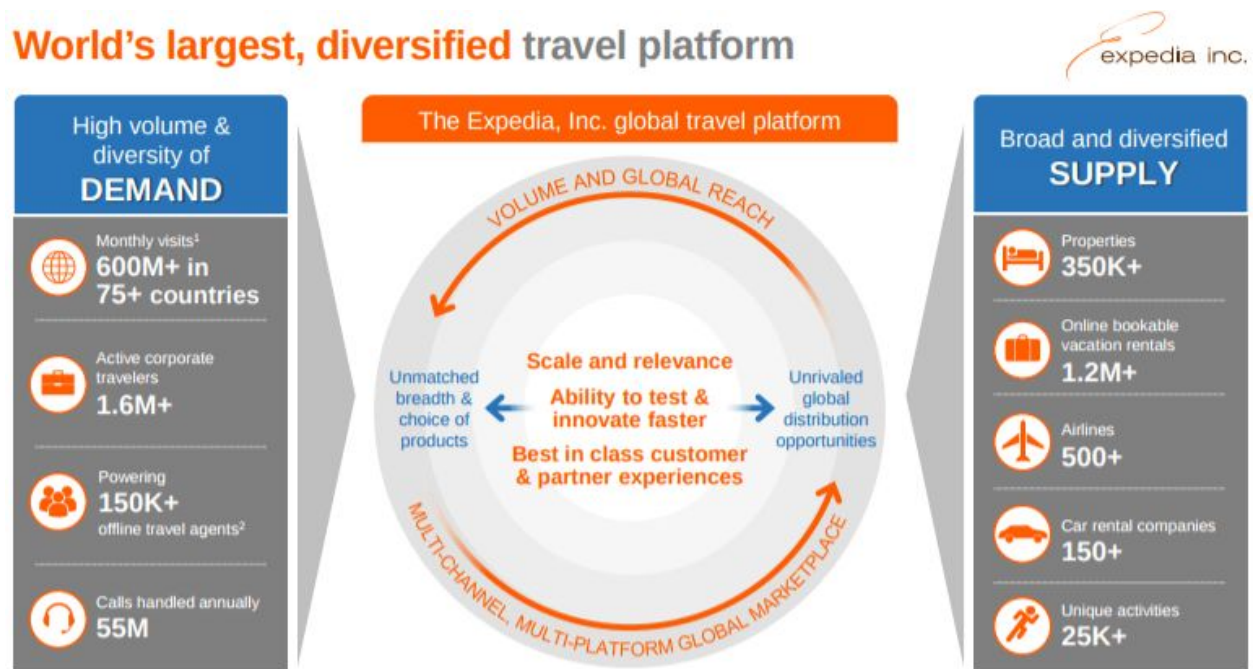 World's largest, diversified travel platform
expedia inc.
High volume &
diversity of
DEMAND
Monthly visits¹
600M+ in
75+ countries
Active corporate
travelers
1.6M+
Powering
150K+
offline travel agents²
Calls handled annually
55M
The Expedia, Inc. global travel platform
VOLUME AND GLOBAL REACH
Unmatched
breadth &
choice of
products
Scale and relevance
Ability to test &
innovate faster
Best in class customer
& partner experiences
Unrivaled
global
distribution
opportunities
MULTI-CHANNEL, MULTI-PLATFORM GLOBAL MARKETPLACE
Broad and diversified
SUPPLY
Properties
350K+
Online bookable
vacation rentals
1.2M+
Airlines
500+
Car rental companies
150+
Unique activities
25K+